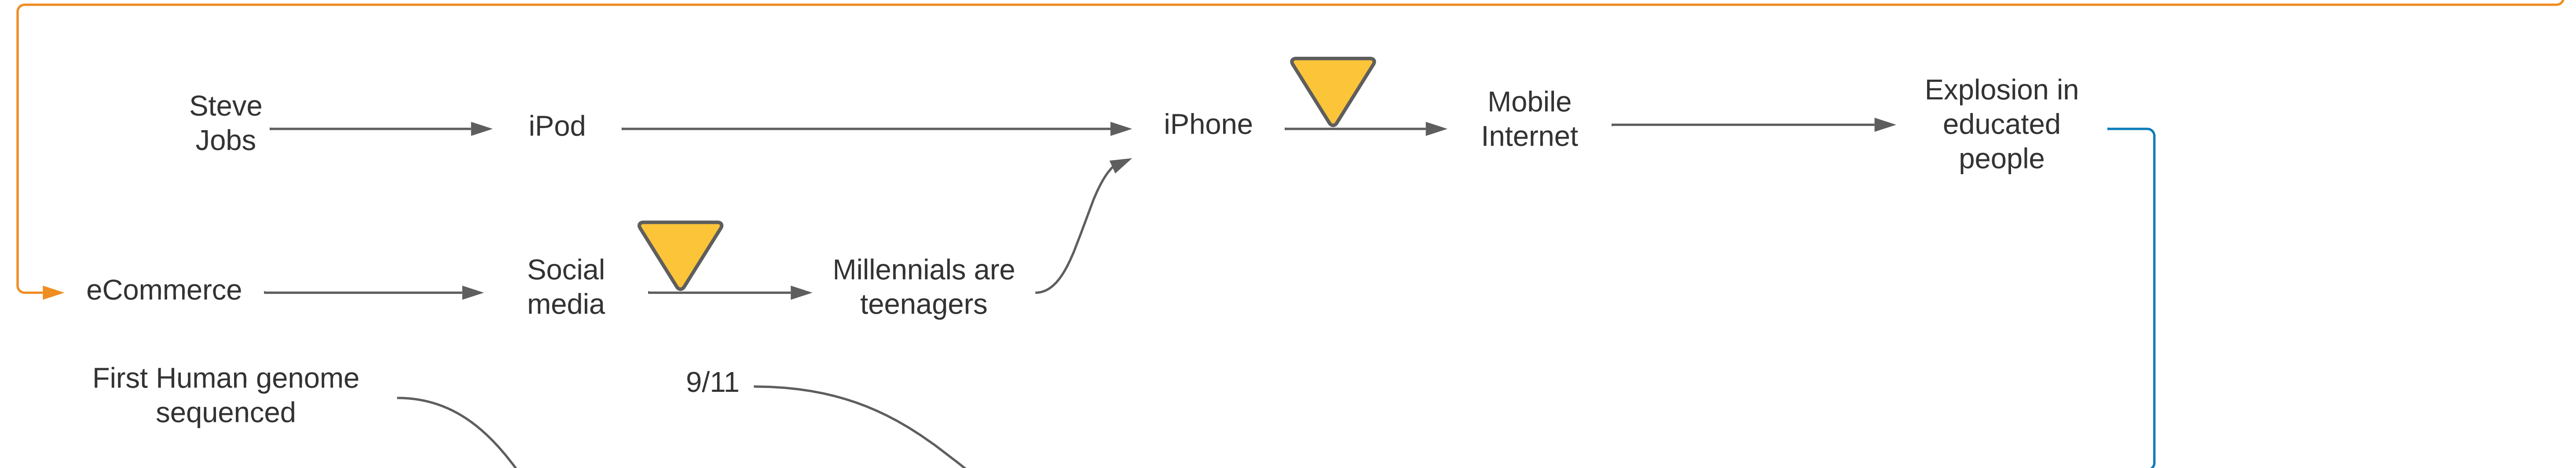 Steve
Jobs
iPod
iPhone
Mobile
Internet
Explosion in
educated
people
eCommerce
Social
media
Millennials are
teenagers
First Human genome
sequenced
9/11